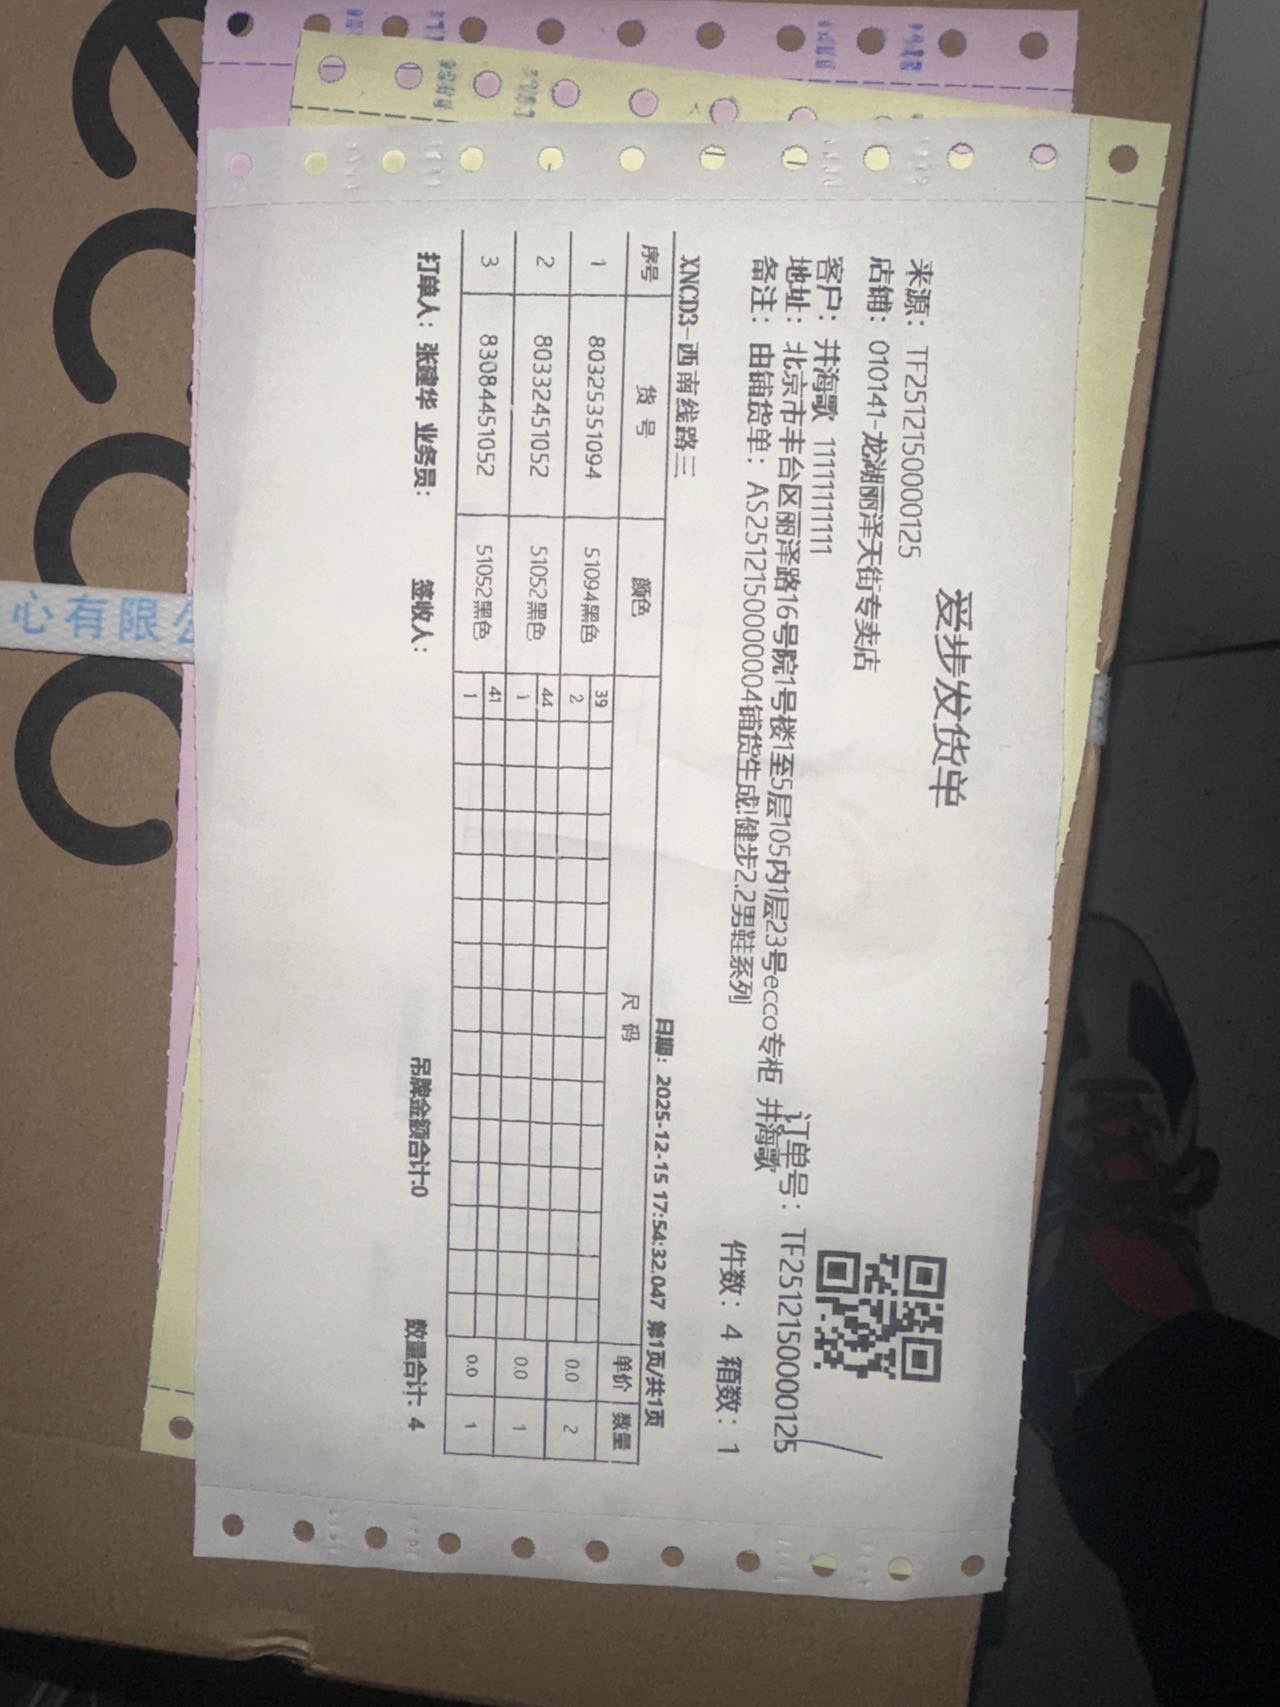 爱步发货单
来源：TF25121500000125
店铺：010141-龙湖丽泽天街专卖店
客户：井海歌 11111111111
订单号：TF25121500000125
地址：北京市丰台区丽泽路16号院1号楼1至5层105内1层23号ecco专柜 井海歌
备注：由铺货单：AS25121500000004铺货生成!健步2.2男鞋系列
件数：4 箱数：1
XNCD3-西南线路三
日期：2025-12-15 17:54:32.047 第1页/共1页
序号 货号 颜色 尺码 单价 数量
1 80325351094 51094黑色 39 0.0 2
2
2 80332451052 51052黑色 44 0.0 1
1
3 83084451052 51052黑色 41 0.0 1
1
打单人：张建华 业务员： 签收人： 吊牌金额合计:0 数量合计: 4
心有限公
ecco